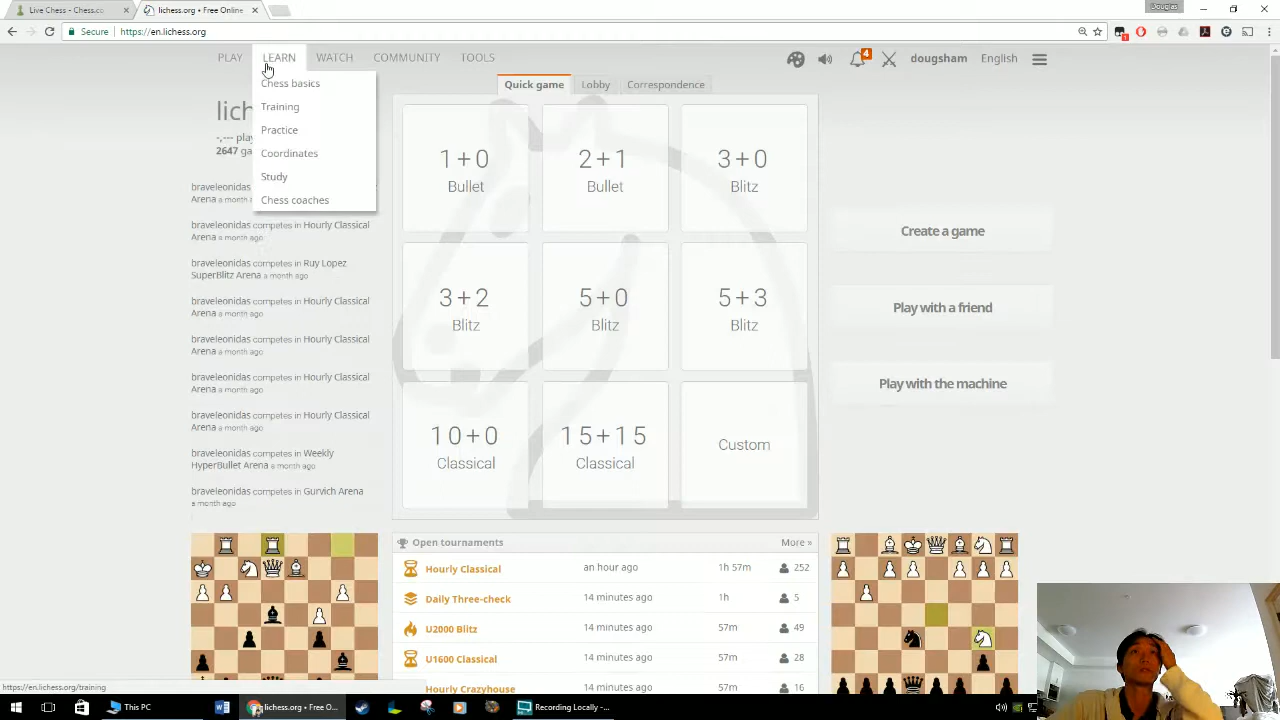 Live Chess - Chess.co
lichess.org • Free Online
Douglas
Secure
https://en.lichess.org
PLAY
LEARN
WATCH
COMMUNITY
TOOLS
4
dougsham
English
Chess basics
Training
Practice
Coordinates
Study
Chess coaches
lich
-,--- play
2647 ga
Quick game
Lobby
Correspondence
braveleonidas
Arena a month ago
braveleonidas competes in Hourly Classical
Arena a month ago
braveleonidas competes in Ruy Lopez
SuperBlitz Arena a month ago
braveleonidas competes in Hourly Classical
Arena a month ago
braveleonidas competes in Hourly Classical
Arena a month ago
braveleonidas competes in Hourly Classical
Arena a month ago
braveleonidas competes in Hourly Classical
Arena a month ago
braveleonidas competes in Weekly
HyperBullet Arena a month ago
braveleonidas competes in Gurvich Arena
a month ago
1+0
Bullet
2+1
Bullet
3+0
Blitz
3+2
Blitz
5+0
Blitz
5+3
Blitz
10+0
Classical
15+15
Classical
Custom
Create a game
Play with a friend
Play with the machine
Open tournaments
More »
Hourly Classical an hour ago 1h 57m 252
Daily Three-check 14 minutes ago 1h 5
U2000 Blitz 14 minutes ago 57m 49
U1600 Classical 14 minutes ago 57m 28
Hourly Crazyhouse 14 minutes ago 57m 16
https://en.lichess.org/training
This PC
lichess.org • Free O...
Recording Locally -...